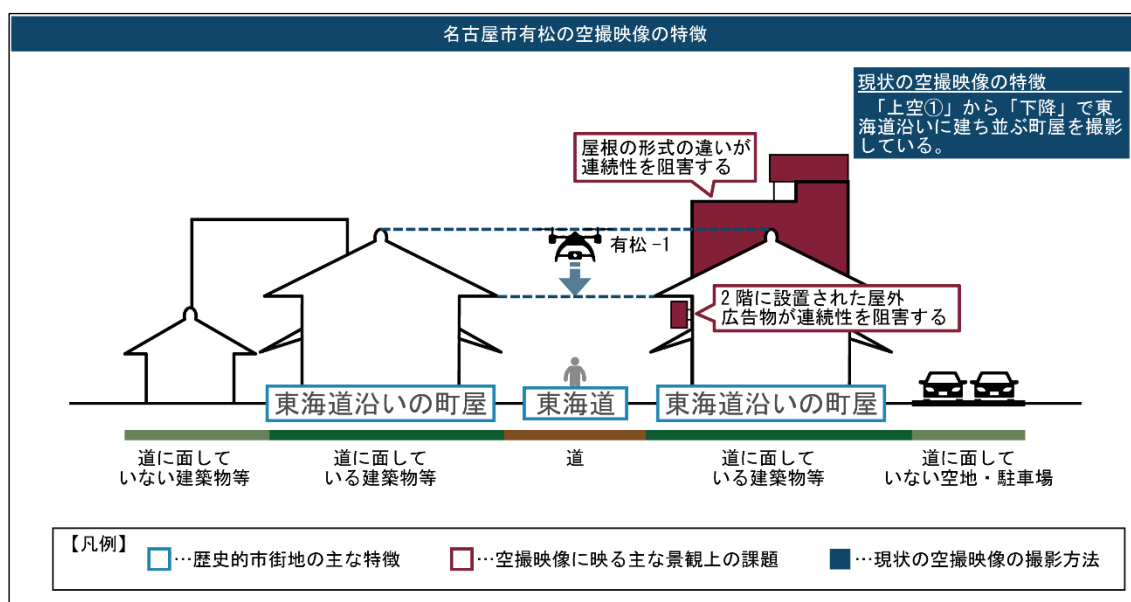 名古屋市有松の空撮映像の特徴
現状の空撮映像の特徴
「上空①」から「下降」で東
海道沿いに建ち並ぶ町屋を撮影
している。
屋根の形式の違いが
連続性を阻害する
有松-1
2階に設置された屋外
広告物が連続性を阻害する
東海道沿いの町屋
東海道
東海道沿いの町屋
道に面して
いない建築物等
道に面して
いる建築物等
道
道に面して
いる建築物等
道に面して
いない空地・駐車場
【凡例】
…歴史的市街地の主な特徴
…空撮映像に映る主な景観上の課題
…現状の空撮映像の撮影方法